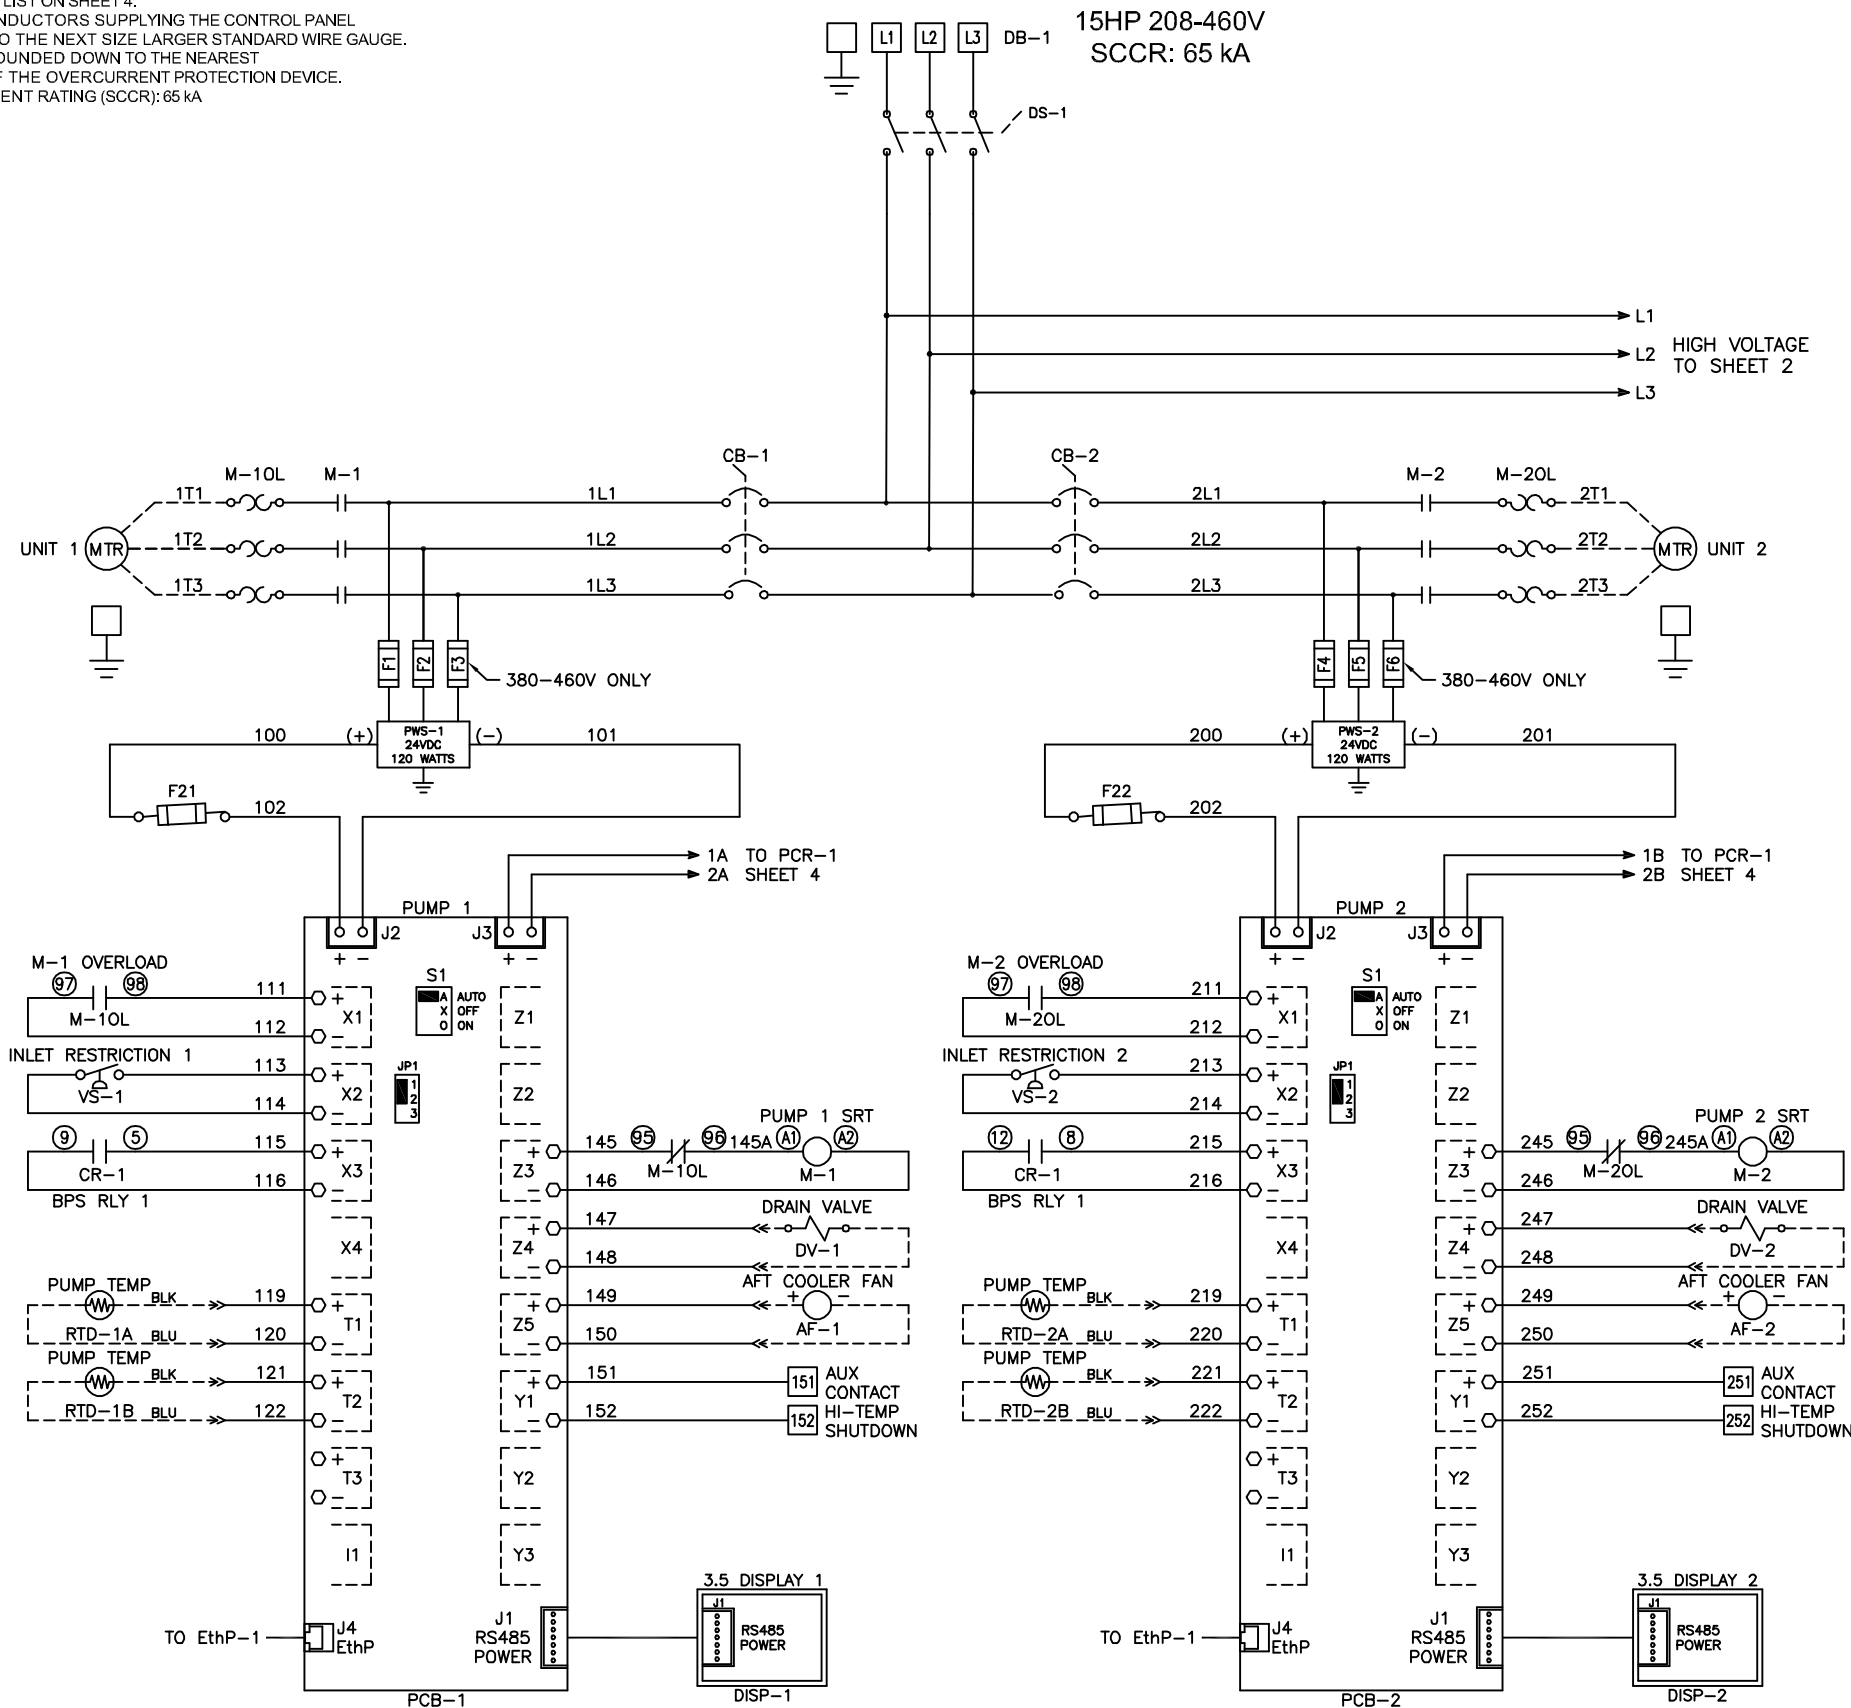 LIST ON SHEET 4.
NDUCTORS SUPPLYING THE CONTROL PANEL
O THE NEXT SIZE LARGER STANDARD WIRE GAUGE.
OUNDED DOWN TO THE NEAREST
F THE OVERCURRENT PROTECTION DEVICE.
ENT RATING (SCCR): 65 kA
15HP 208-460V
SCCR: 65 kA
L1 L2 L3 DB-1
DS-1
L1
L2
L3
HIGH VOLTAGE
TO SHEET 2
M-1OL M-1 CB-1 CB-2 M-2 M-2OL
1T1 1L1 2L1 2T1
UNIT 1 MTR 1T2 1L2 2L2 2T2 MTR UNIT 2
1T3 1L3 2L3 2T3
F1 F2 F3 380-460V ONLY
F4 F5 F6 380-460V ONLY
100 (+) PWS-1 (-) 101
24VDC
120 WATTS
200 (+) PWS-2 (-) 201
24VDC
120 WATTS
F21 102
F22 202
1A TO PCR-1
2A SHEET 4
1B TO PCR-1
2B SHEET 4
PUMP 1
J2 J3
+ - + -
M-1 OVERLOAD
97 98 111
M-1OL
112
+ X1 -
S1
A AUTO
X OFF
O ON
Z1
INLET RESTRICTION 1
113
VS-1
114
+ X2 -
JP1
1
2
3
Z2
9 5 115
CR-1
116
BPS RLY 1
+ X3 -
PUMP 1 SRT
+ Z3 -
145 95 96 145A A1 A2
M-1OL M-1
146
X4
DRAIN VALVE
+ Z4 -
147
DV-1
148
PUMP TEMP
BLK 119
RTD-1A BLU 120
+ T1 -
AFT COOLER FAN
+ Z5 -
149 + -
AF-1
150
PUMP TEMP
BLK 121
RTD-1B BLU 122
+ T2 -
+ Y1 -
151 151 AUX
CONTACT
152 152 HI-TEMP
SHUTDOWN
+ T3 -
Y2
I1
Y3
TO EthP-1
J4
EthP
J1
RS485
POWER
3.5 DISPLAY 1
J1
RS485
POWER
DISP-1
PCB-1
PUMP 2
J2 J3
+ - + -
M-2 OVERLOAD
97 98 211
M-2OL
212
+ X1 -
S1
A AUTO
X OFF
O ON
Z1
INLET RESTRICTION 2
213
VS-2
214
+ X2 -
JP1
1
2
3
Z2
12 8 215
CR-1
216
BPS RLY 1
+ X3 -
PUMP 2 SRT
+ Z3 -
245 95 96 245A A1 A2
M-2OL M-2
246
X4
DRAIN VALVE
+ Z4 -
247
DV-2
248
PUMP TEMP
BLK 219
RTD-2A BLU 220
+ T1 -
AFT COOLER FAN
+ Z5 -
249 + -
AF-2
250
PUMP TEMP
BLK 221
RTD-2B BLU 222
+ T2 -
+ Y1 -
251 251 AUX
CONTACT
252 252 HI-TEMP
SHUTDOWN
+ T3 -
Y2
I1
Y3
TO EthP-1
J4
EthP
J1
RS485
POWER
3.5 DISPLAY 2
J1
RS485
POWER
DISP-2
PCB-2